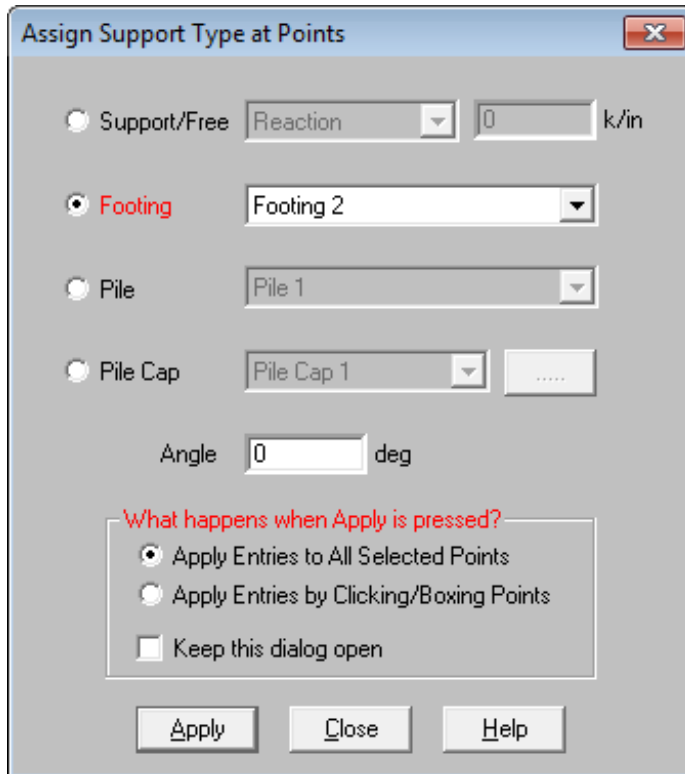 Assign Support Type at Points
Support/Free Reaction 0 k/in
Footing Footing 2
Pile Pile 1
Pile Cap Pile Cap 1 .....
Angle 0 deg
What happens when Apply is pressed?
Apply Entries to All Selected Points
Apply Entries by Clicking/Boxing Points
Keep this dialog open
Apply Close Help